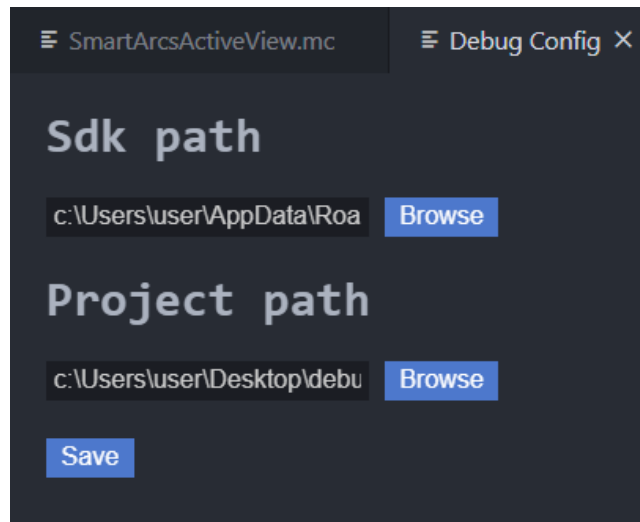 SmartArcsActiveView.mc Debug Config
Sdk path
c:\Users\user\AppData\Roa Browse
Project path
c:\Users\user\Desktop\debu Browse
Save